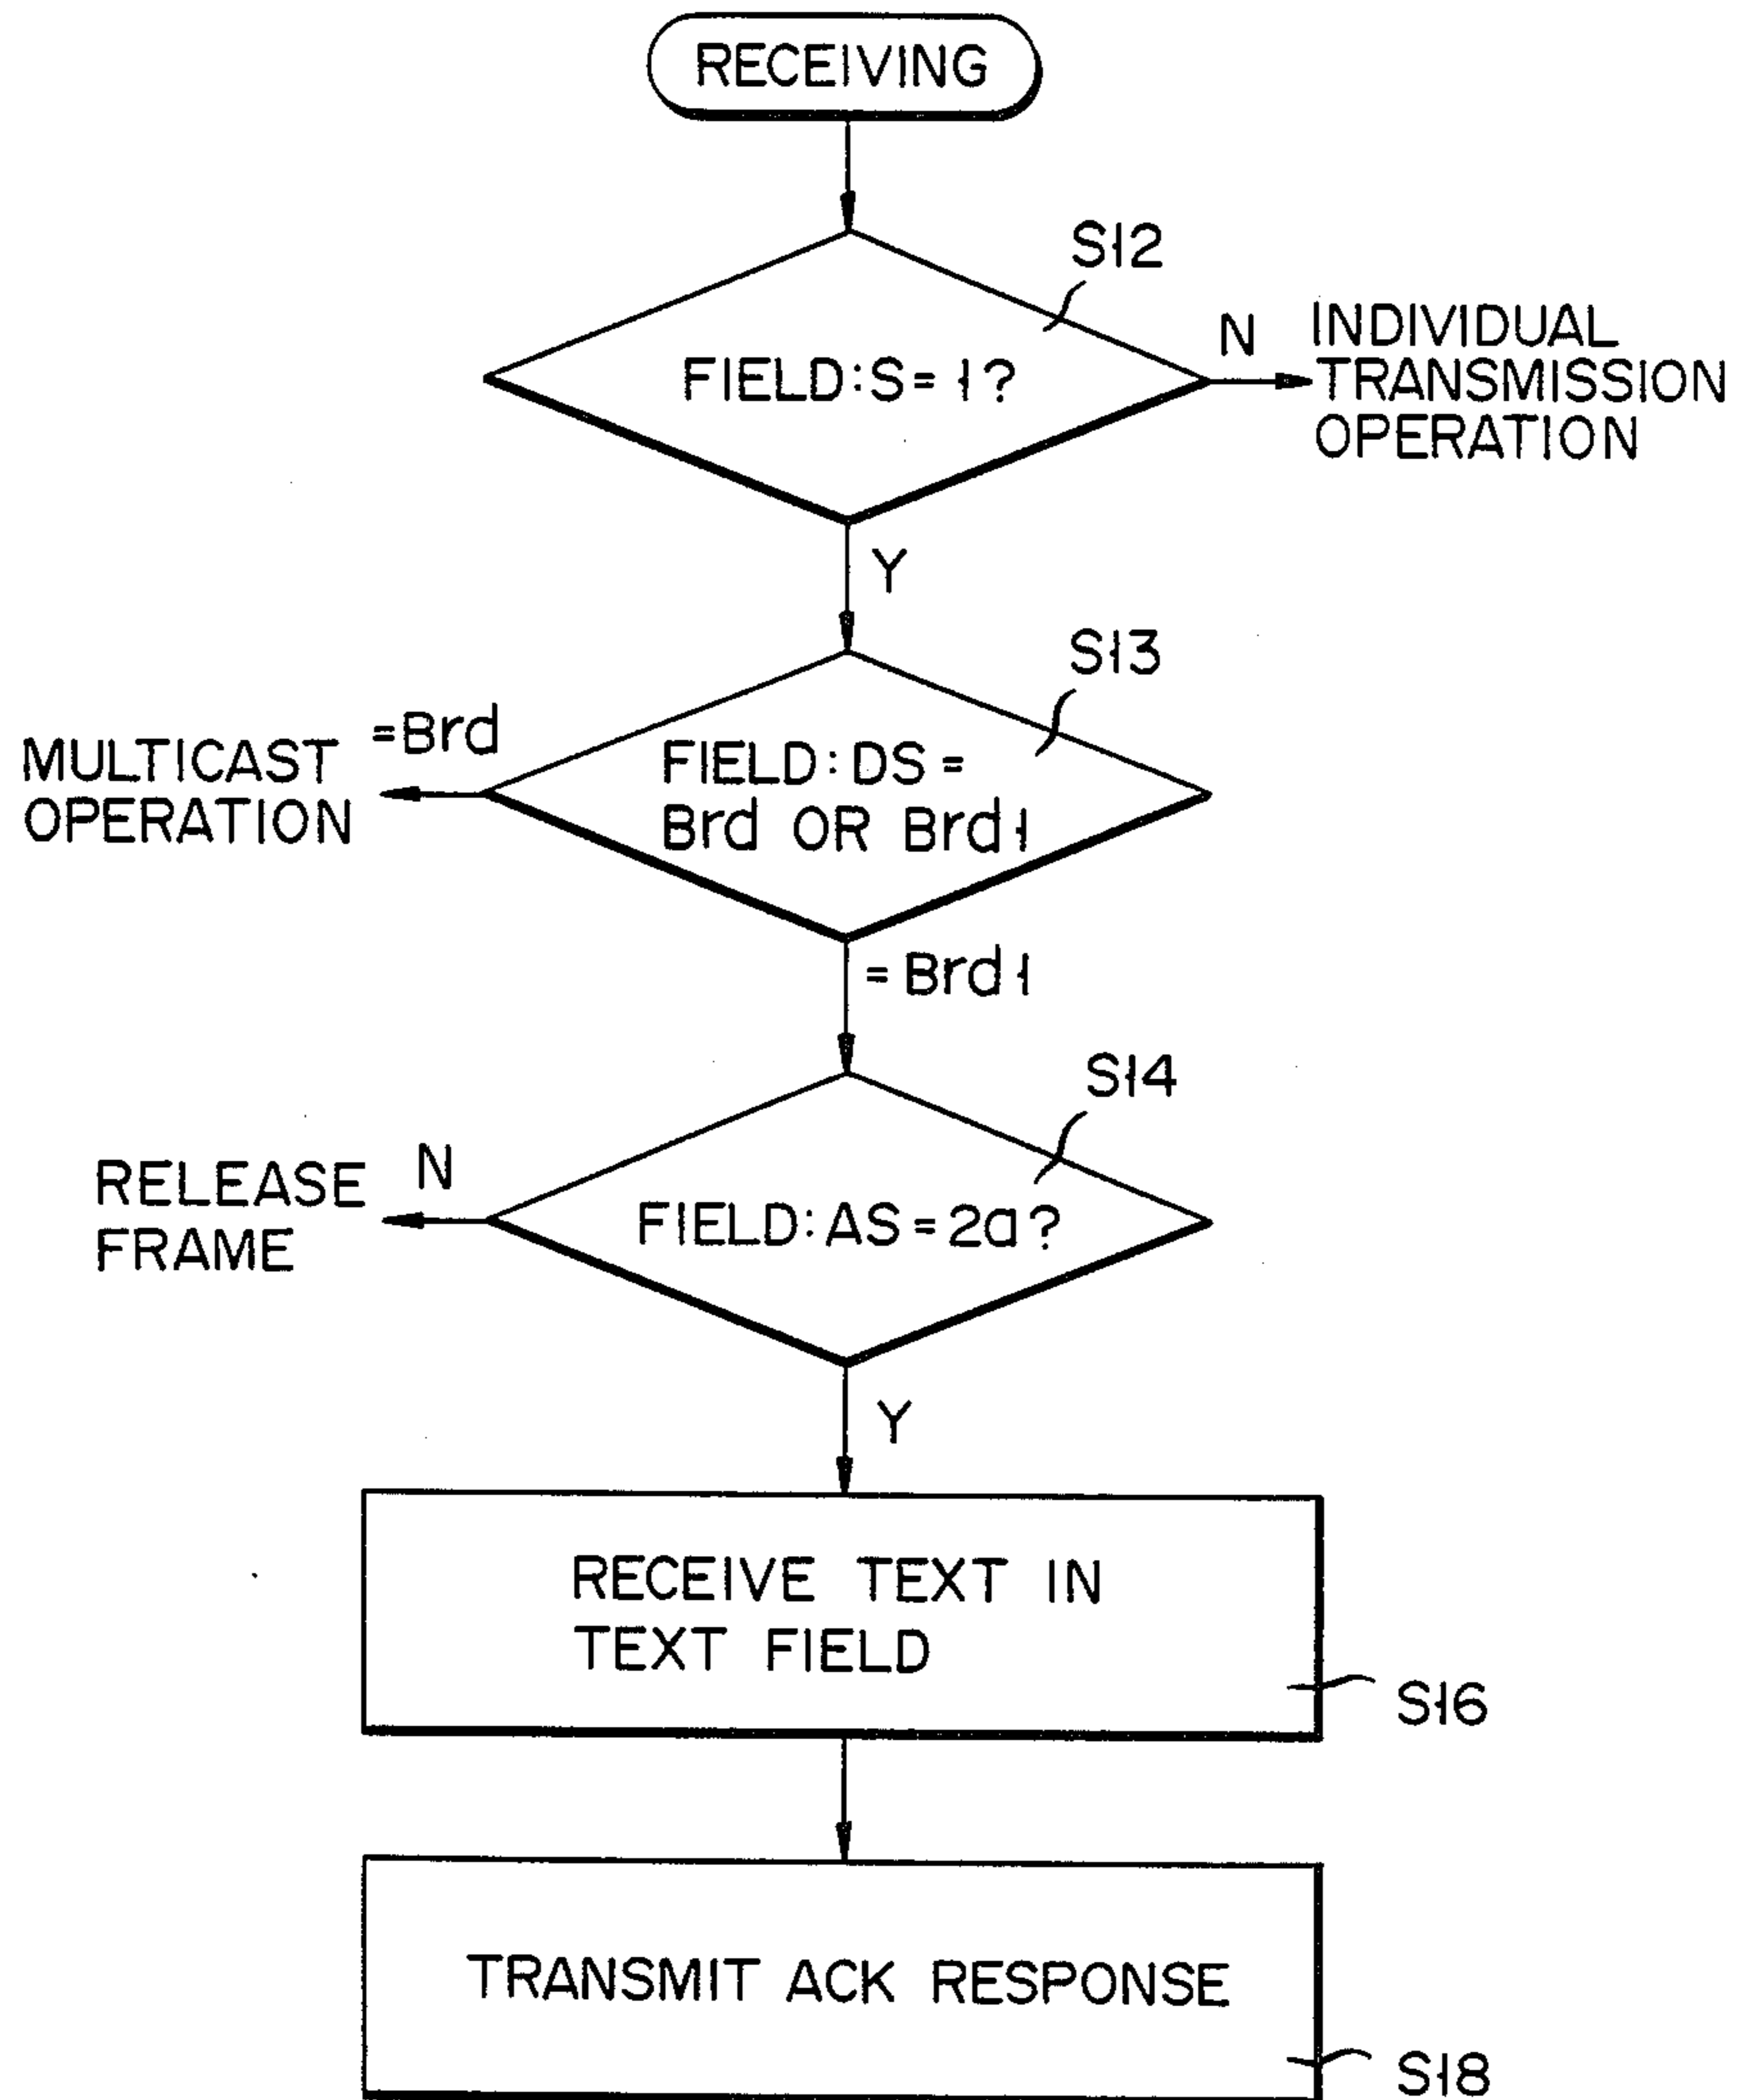 RECEIVING
S12
FIELD:S=1?
N
INDIVIDUAL
TRANSMISSION
OPERATION
Y
S13
=Brd
MULTICAST
OPERATION
FIELD:DS=
Brd OR Brd1
=Brd1
S14
N
RELEASE
FRAME
FIELD:AS=2a?
Y
RECEIVE TEXT IN
TEXT FIELD
S16
TRANSMIT ACK RESPONSE
S18